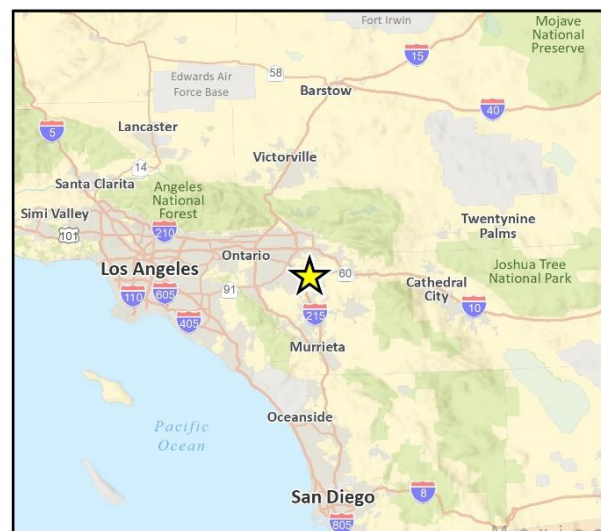 Fort Irwin
Mojave
National
Preserve
15
58
Edwards Air
Force Base
Barstow
40
5
Lancaster
Victorville
14
Santa Clarita
Angeles
National
Forest
Simi Valley
101
210
Twentynine
Palms
Ontario
Los Angeles
60
Joshua Tree
National Park
Cathedral
City
110
605
91
10
405
215
Murrieta
Pacific
Ocean
Oceanside
San Diego
8
805